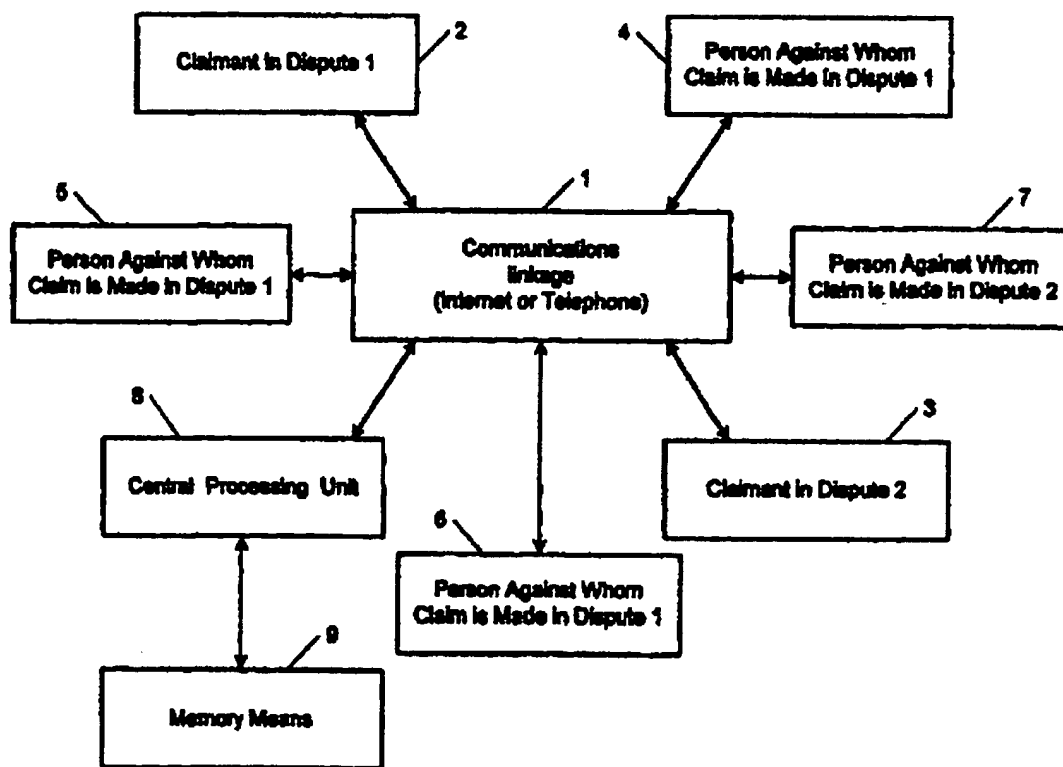 2
Claimant in Dispute 1
4
Person Against Whom
Claim is Made in Dispute 1
5
Person Against Whom
Claim is Made in Dispute 1
1
Communications
linkage
(Internet or Telephone)
7
Person Against Whom
Claim is Made in Dispute 2
8
Central Processing Unit
3
Claimant in Dispute 2
6
Person Against Whom
Claim is Made in Dispute 1
9
Memory Means